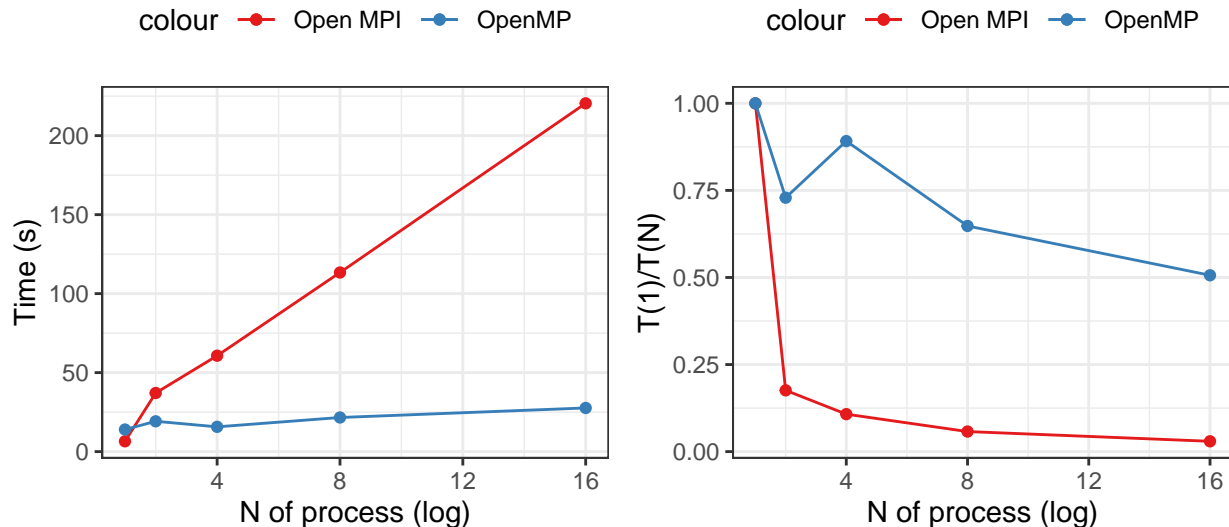 colour Open MPI OpenMP
Time (s)
200
150
100
50
0
4 8 12 16
N of process (log)
colour Open MPI OpenMP
T(1)/T(N)
1.00
0.75
0.50
0.25
0.00
4 8 12 16
N of process (log)